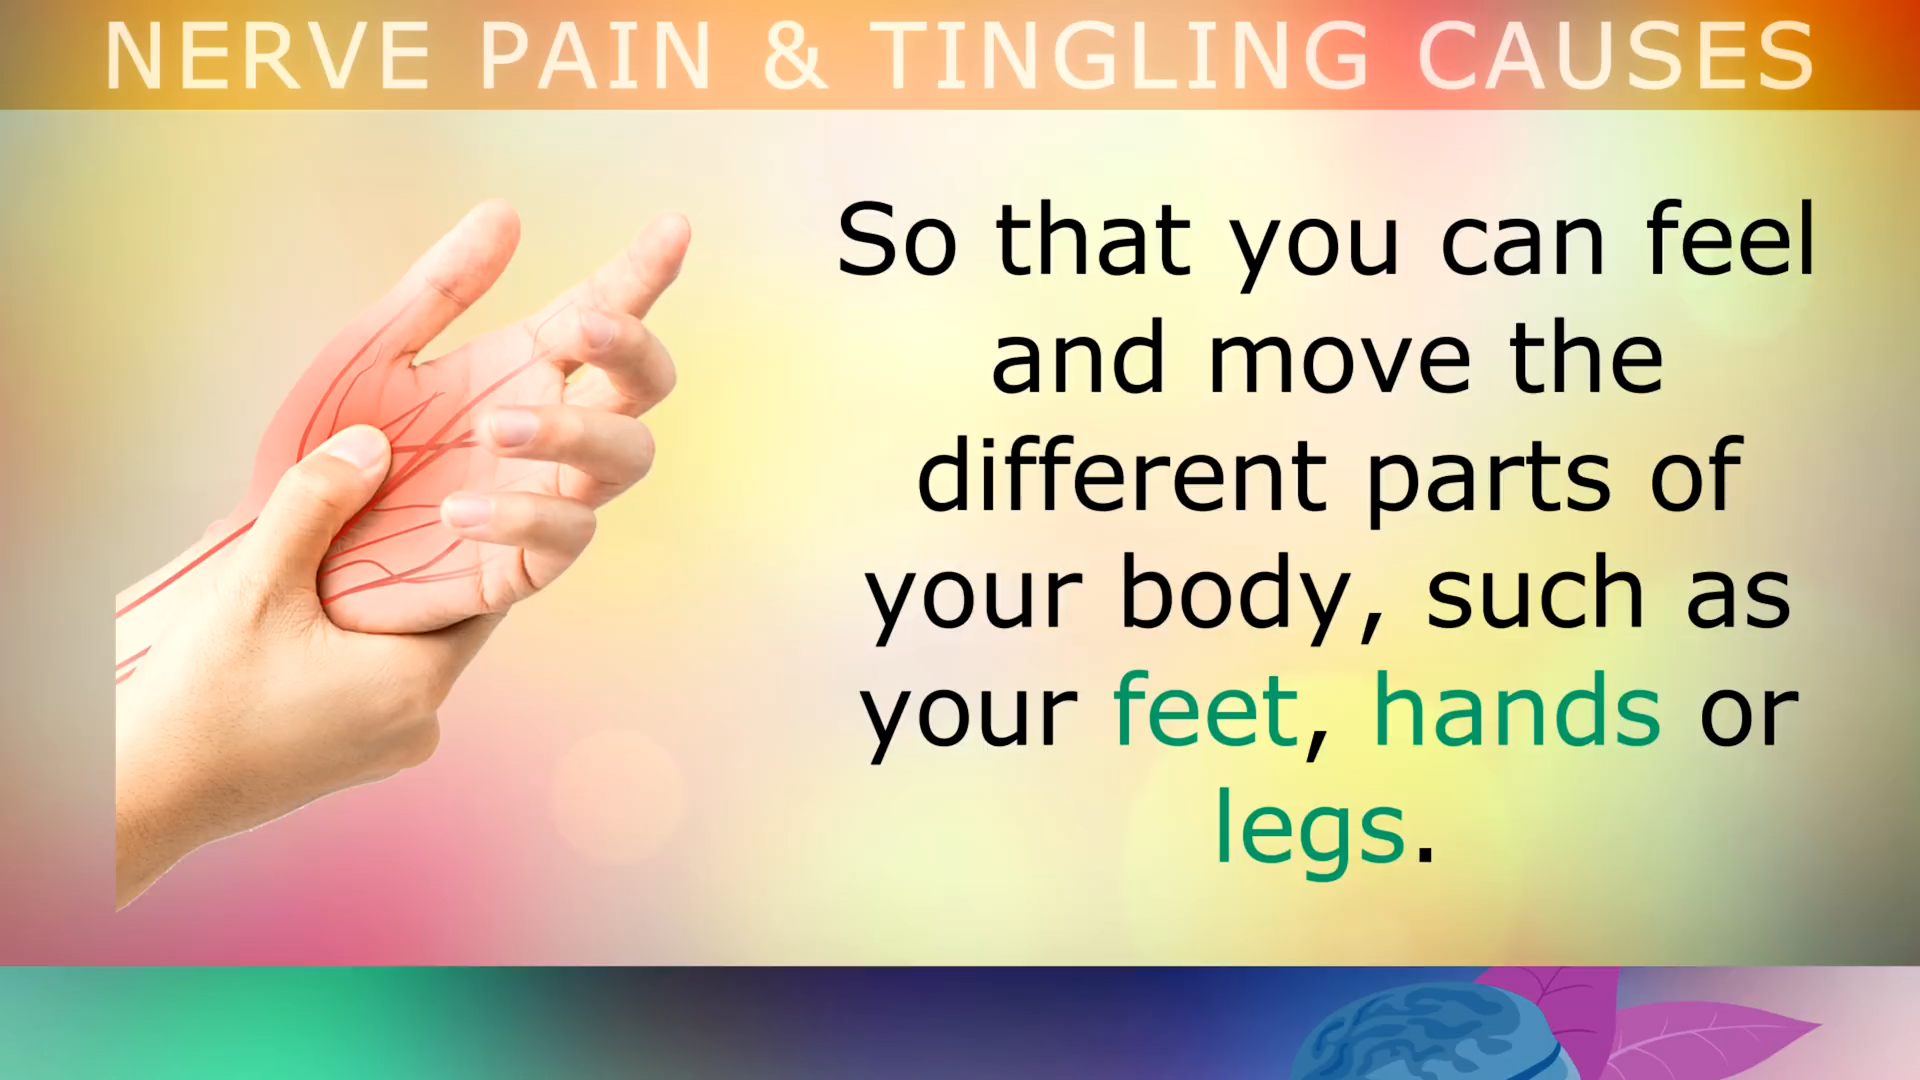 NERVE PAIN & TINGLING CAUSES
So that you can feel
and move the
different parts of
your body, such as
your feet, hands or
legs.